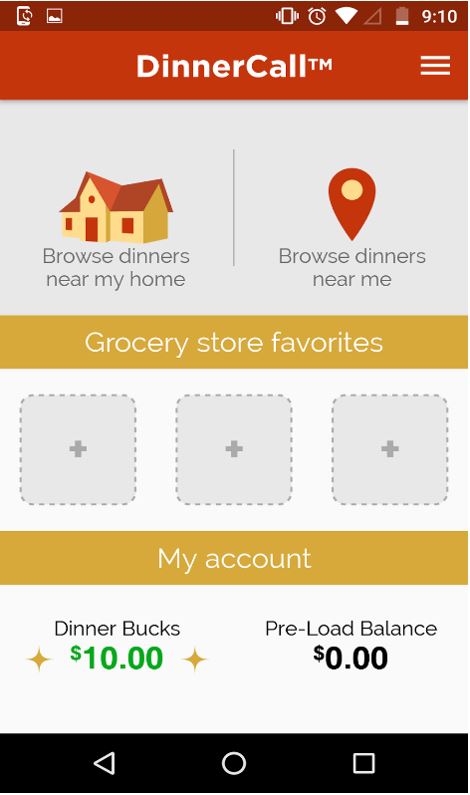 9:10
DinnerCall™
Browse dinners
near my home
Browse dinners
near me
Grocery store favorites
My account
Dinner Bucks
$10.00
Pre-Load Balance
$0.00